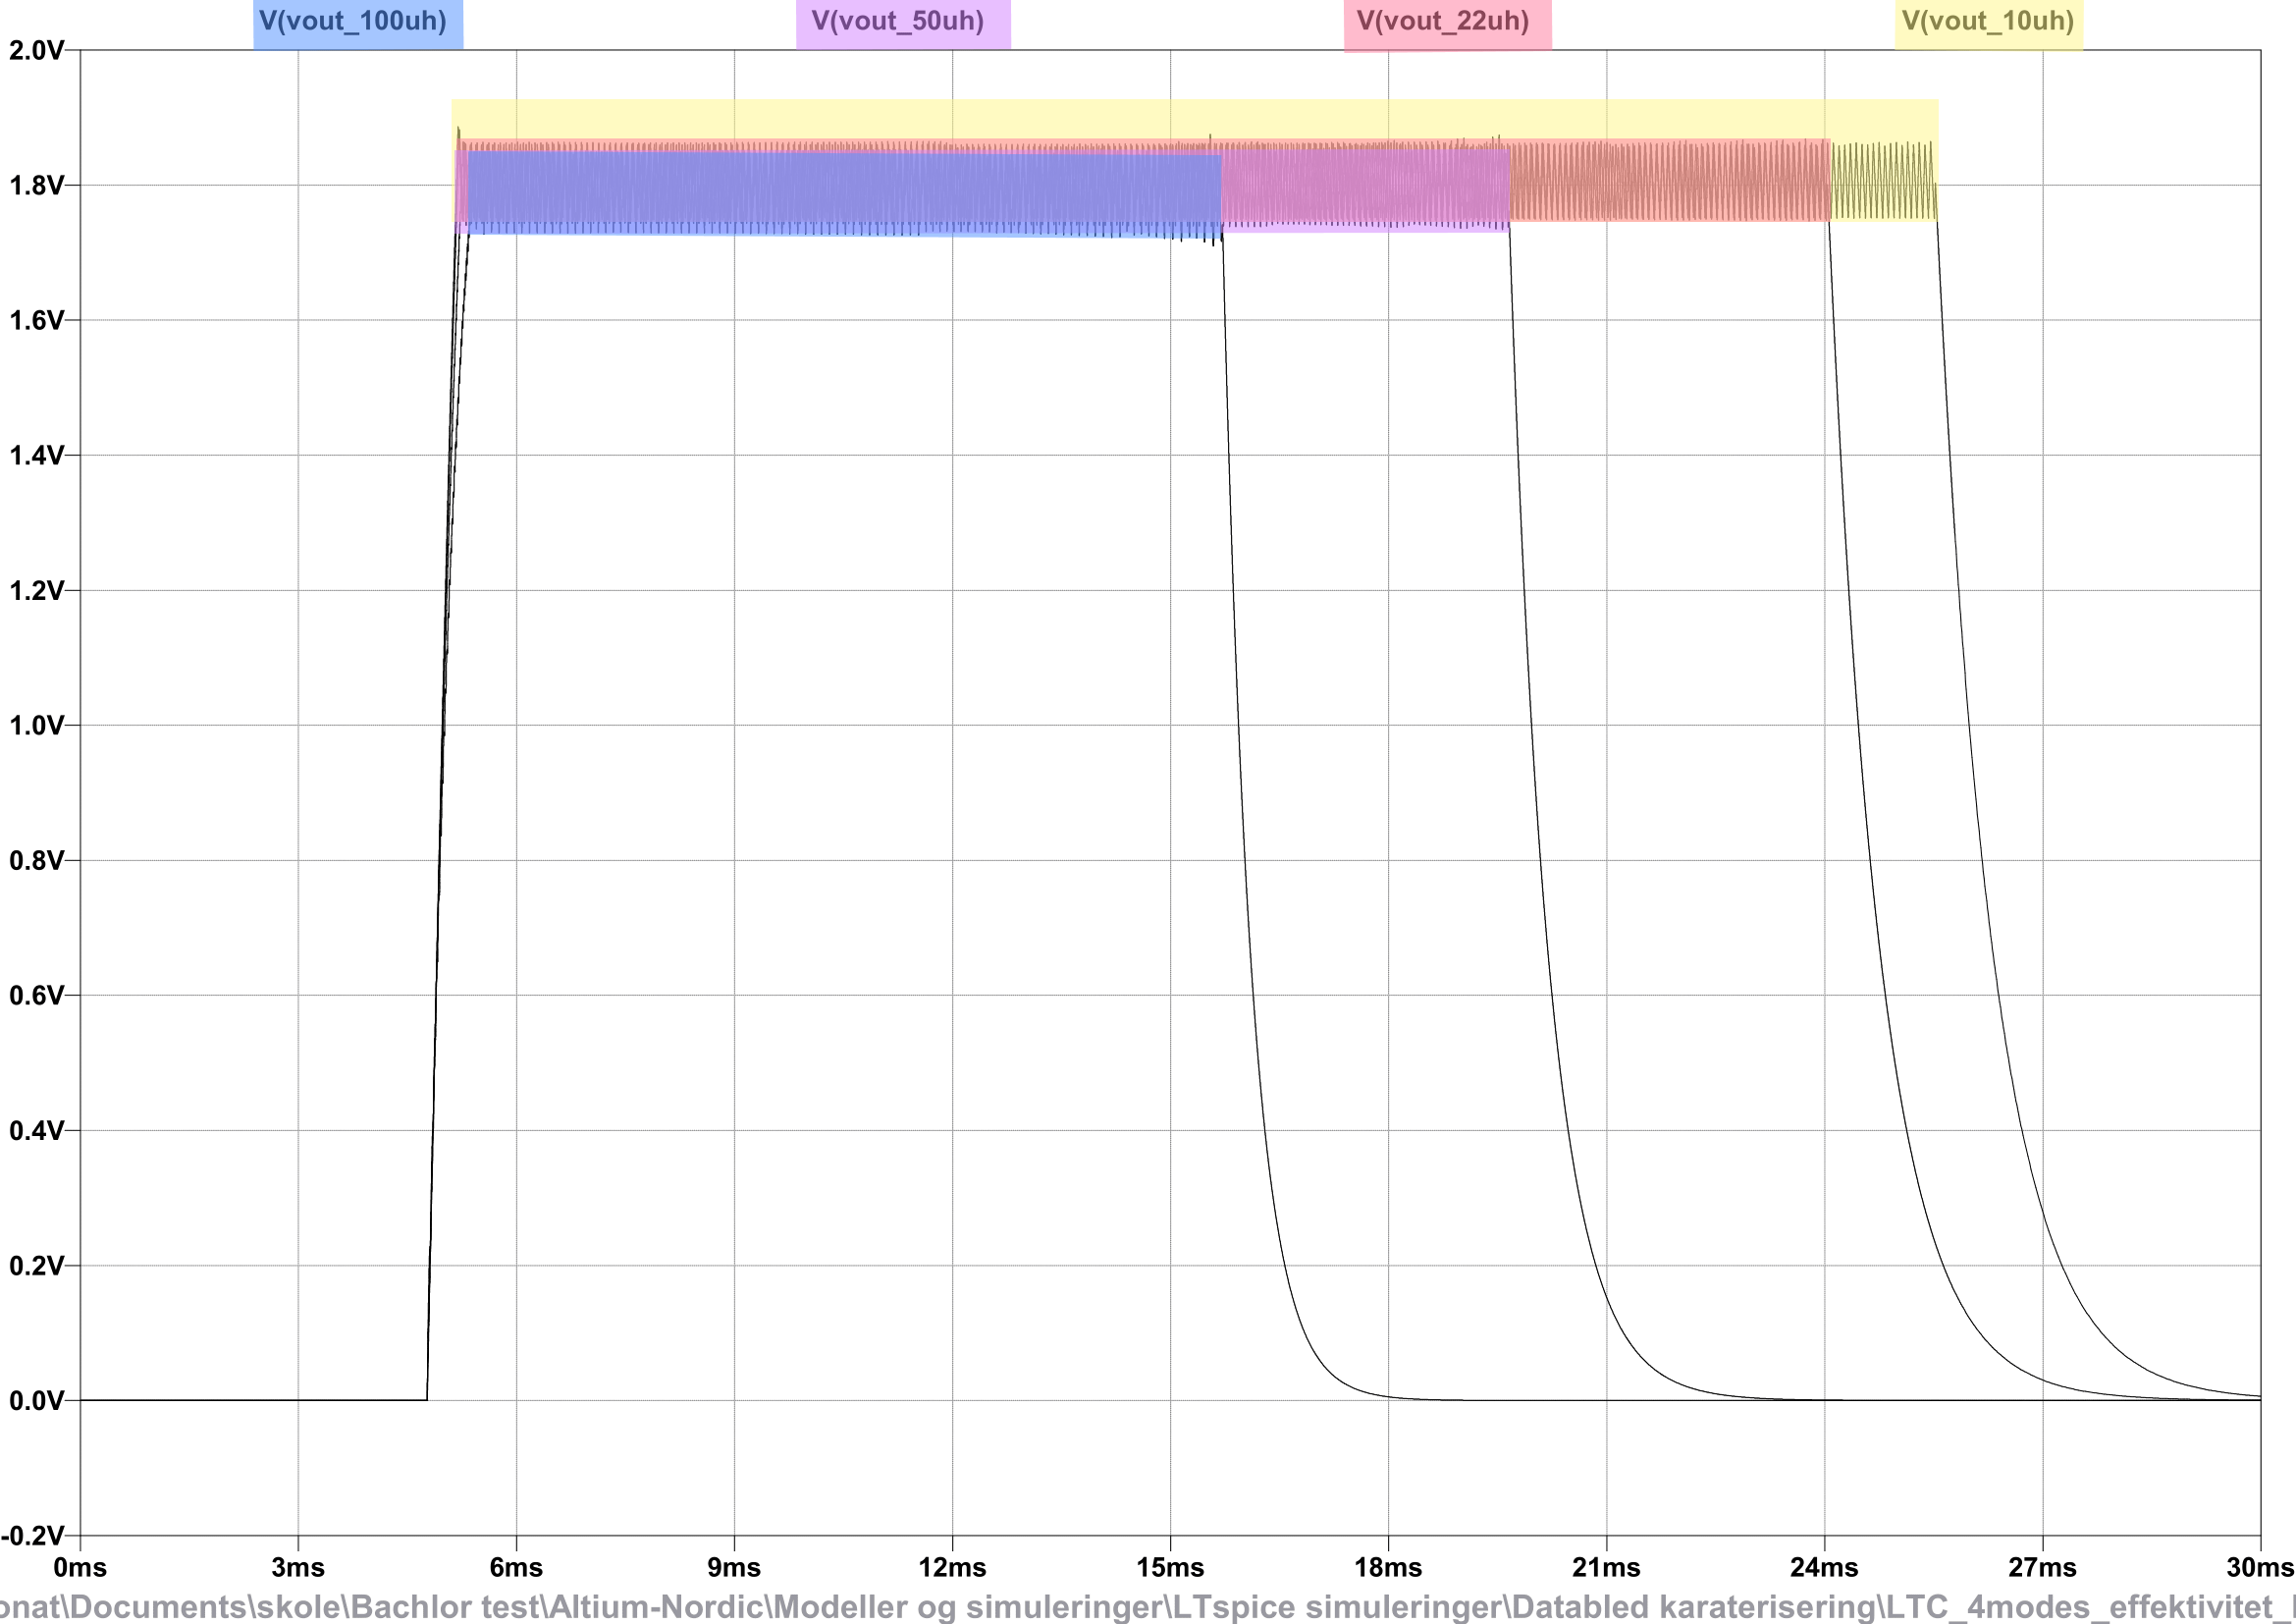 V(vout_100uh) V(vout_50uh) V(vout_22uh) V(vout_10uh)
2.0V
1.8V
1.6V
1.4V
1.2V
1.0V
0.8V
0.6V
0.4V
0.2V
0.0V
-0.2V
0ms 3ms 6ms 9ms 12ms 15ms 18ms 21ms 24ms 27ms 30ms
onat\Documents\skole\Bachlor test\Altium-Nordic\Modeller og simuleringer\LTspice simuleringer\Databled karaterisering\LTC_4modes_effektivitet_